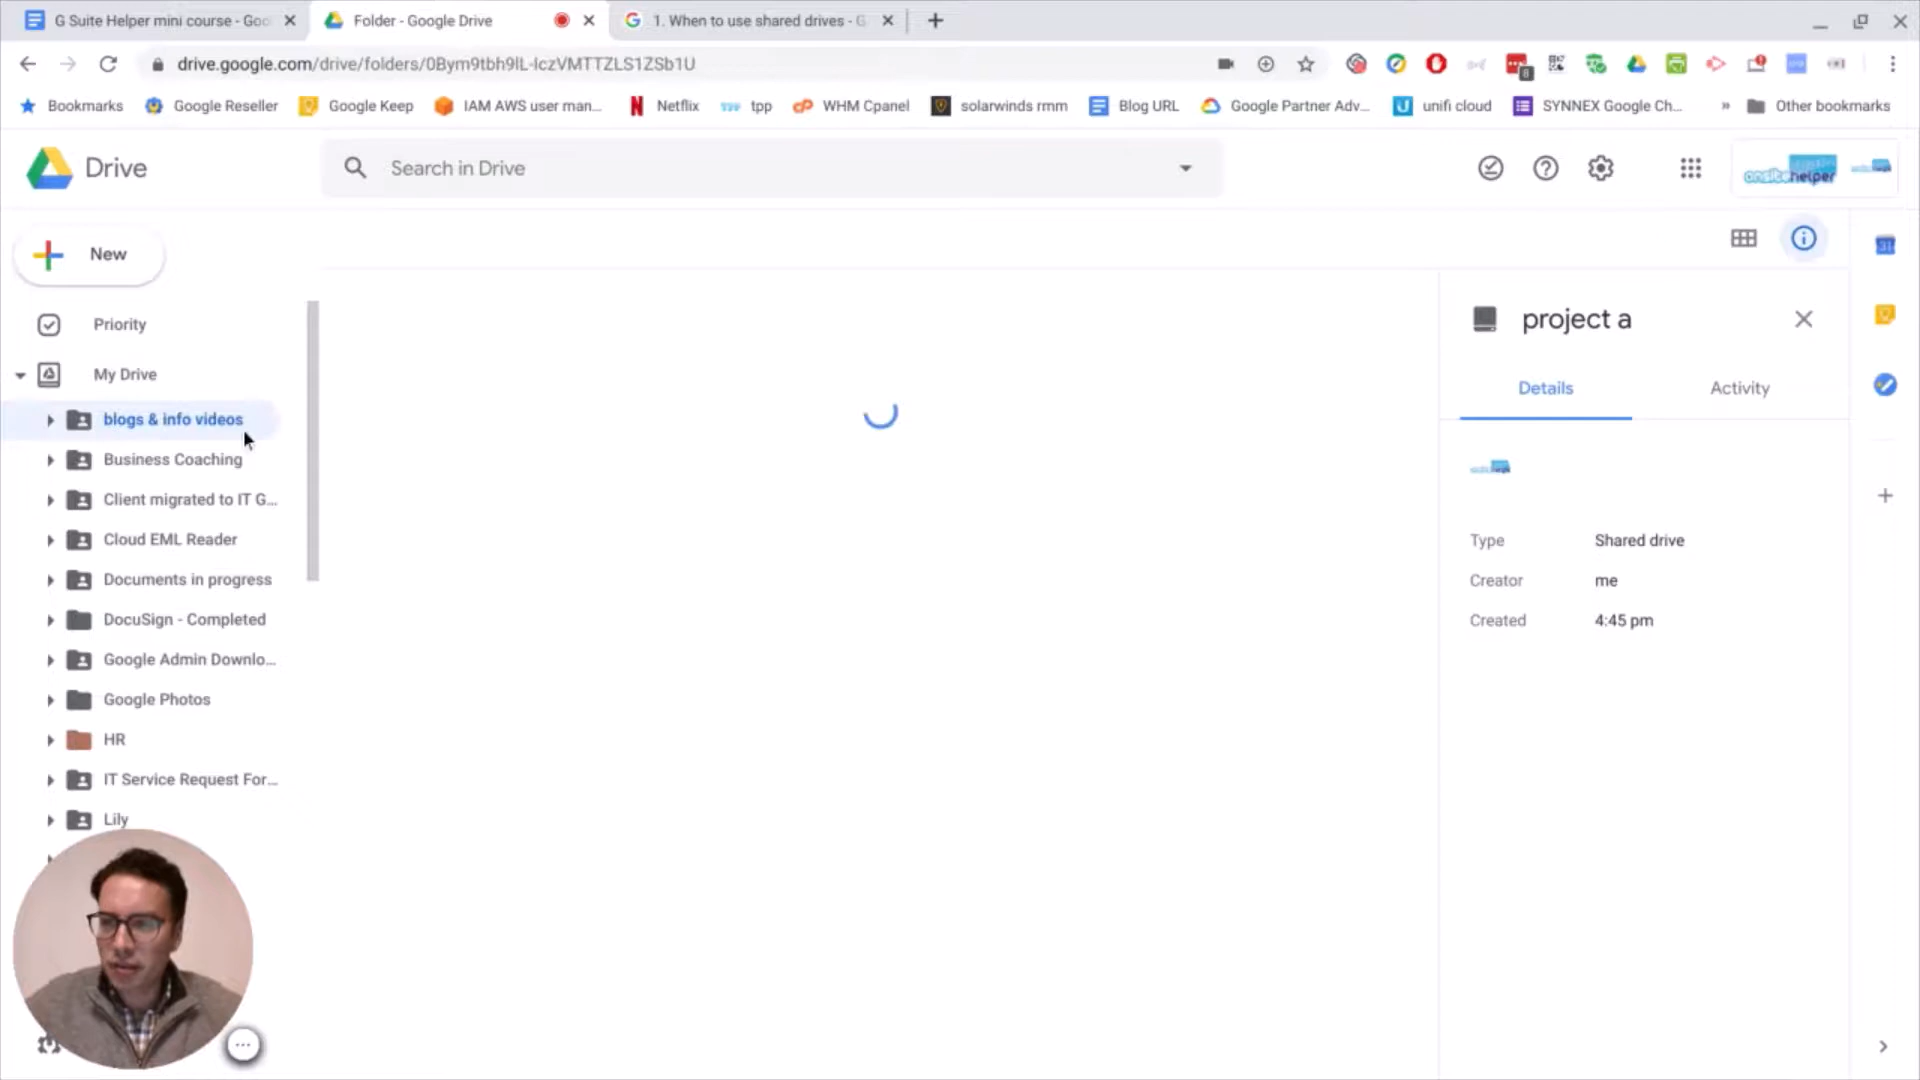 G Suite Helper mini course - Goo
Folder - Google Drive
1. When to use shared drives - G
drive.google.com/drive/folders/0Bym9tbh9lL-lczVMTTZLS1ZSb1U
8
Bookmarks
Google Reseller
Google Keep
IAM AWS user man...
Netflix
tpp
WHM Cpanel
solarwinds rmm
Blog URL
Google Partner Adv...
unifi cloud
SYNNEX Google Ch...
Other bookmarks
Drive
Search in Drive
onsitehelper
New
31
Priority
project a
My Drive
Details
Activity
blogs & info videos
Business Coaching
Client migrated to IT G...
Cloud EML Reader
Type
Shared drive
Documents in progress
Creator
me
DocuSign - Completed
Created
4:45 pm
Google Admin Downlo...
Google Photos
HR
IT Service Request For...
Lily